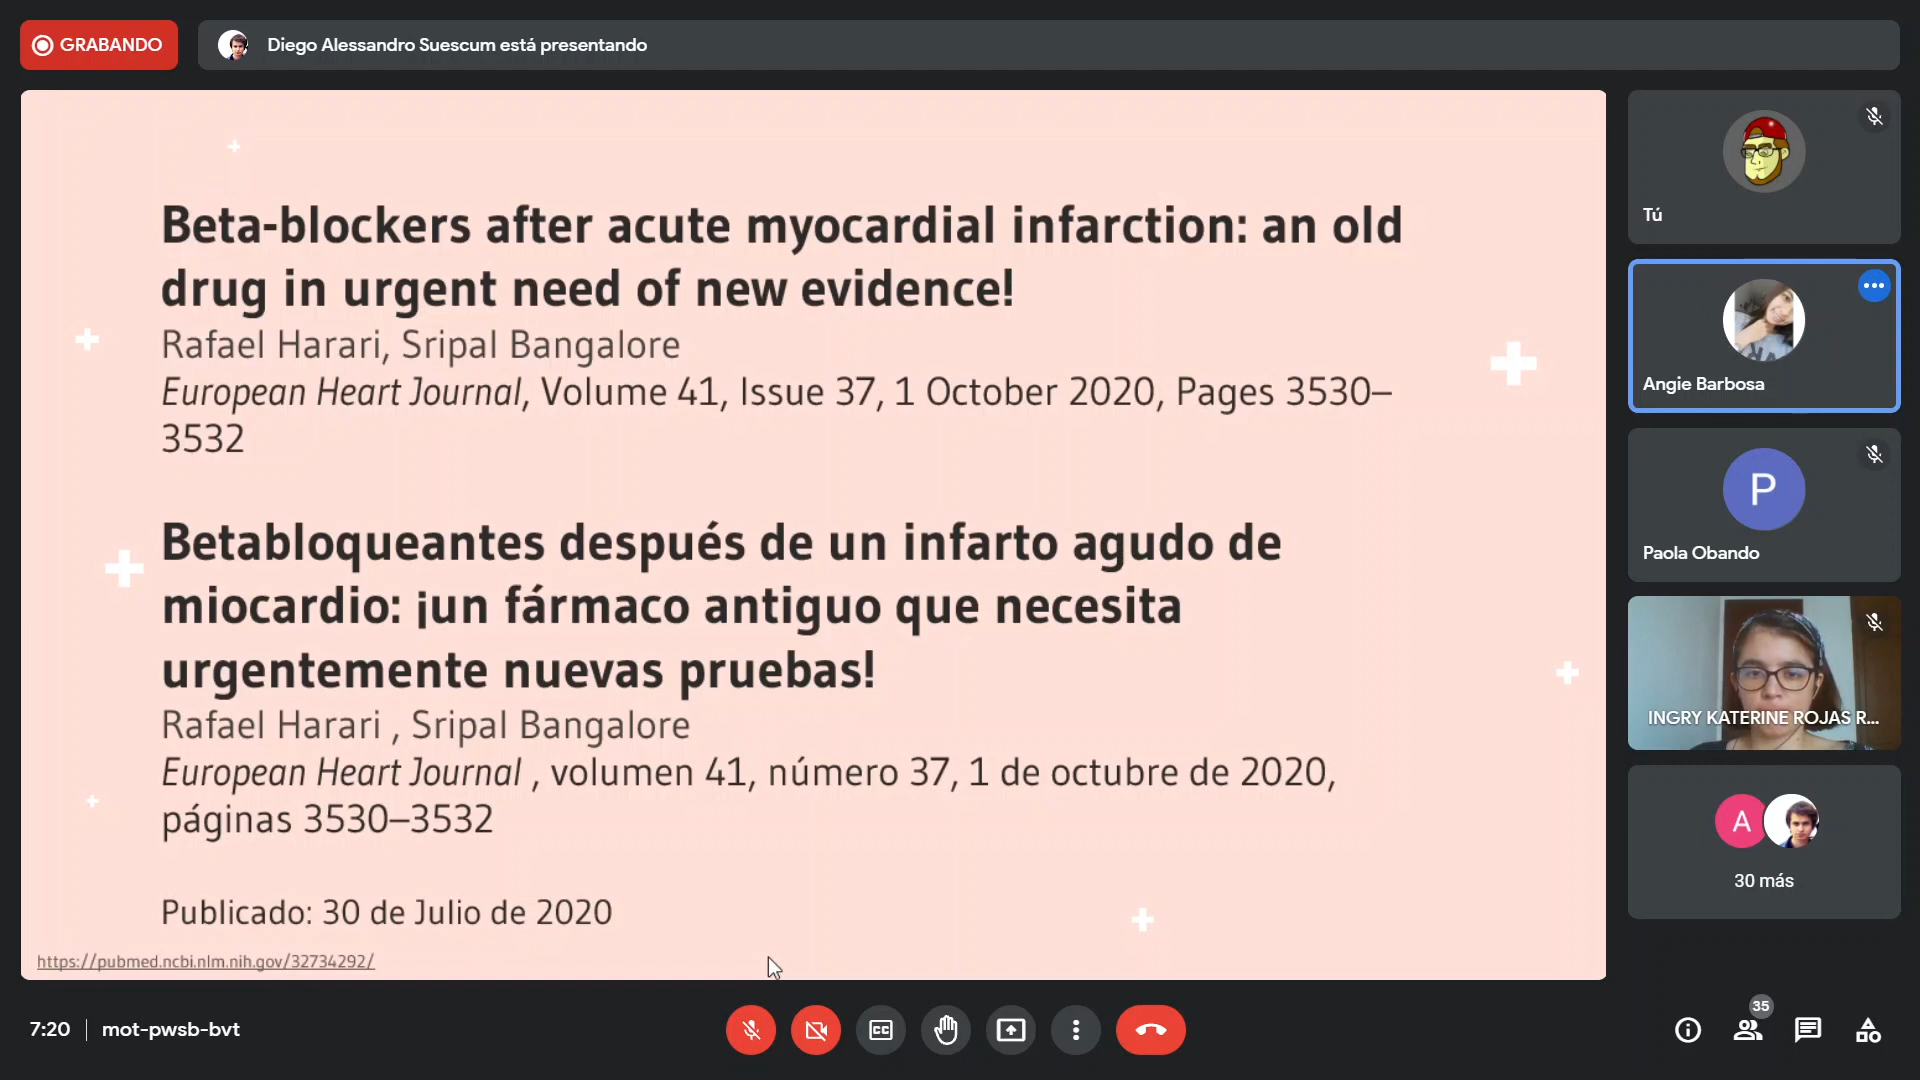 GRABANDO
Diego Alessandro Suescum está presentando
Beta-blockers after acute myocardial infarction: an old
drug in urgent need of new evidence!
Rafael Harari, Sripal Bangalore
European Heart Journal, Volume 41, Issue 37, 1 October 2020, Pages 3530–
3532
Betabloqueantes después de un infarto agudo de
miocardio: ¡un fármaco antiguo que necesita
urgentemente nuevas pruebas!
Rafael Harari , Sripal Bangalore
European Heart Journal , volumen 41, número 37, 1 de octubre de 2020,
páginas 3530–3532
Publicado: 30 de Julio de 2020
https://pubmed.ncbi.nlm.nih.gov/32734292/
Tú
Angie Barbosa
P
Paola Obando
INGRY KATERINE ROJAS R...
A
30 más
7:20
mot-pwsb-bvt
CC
35